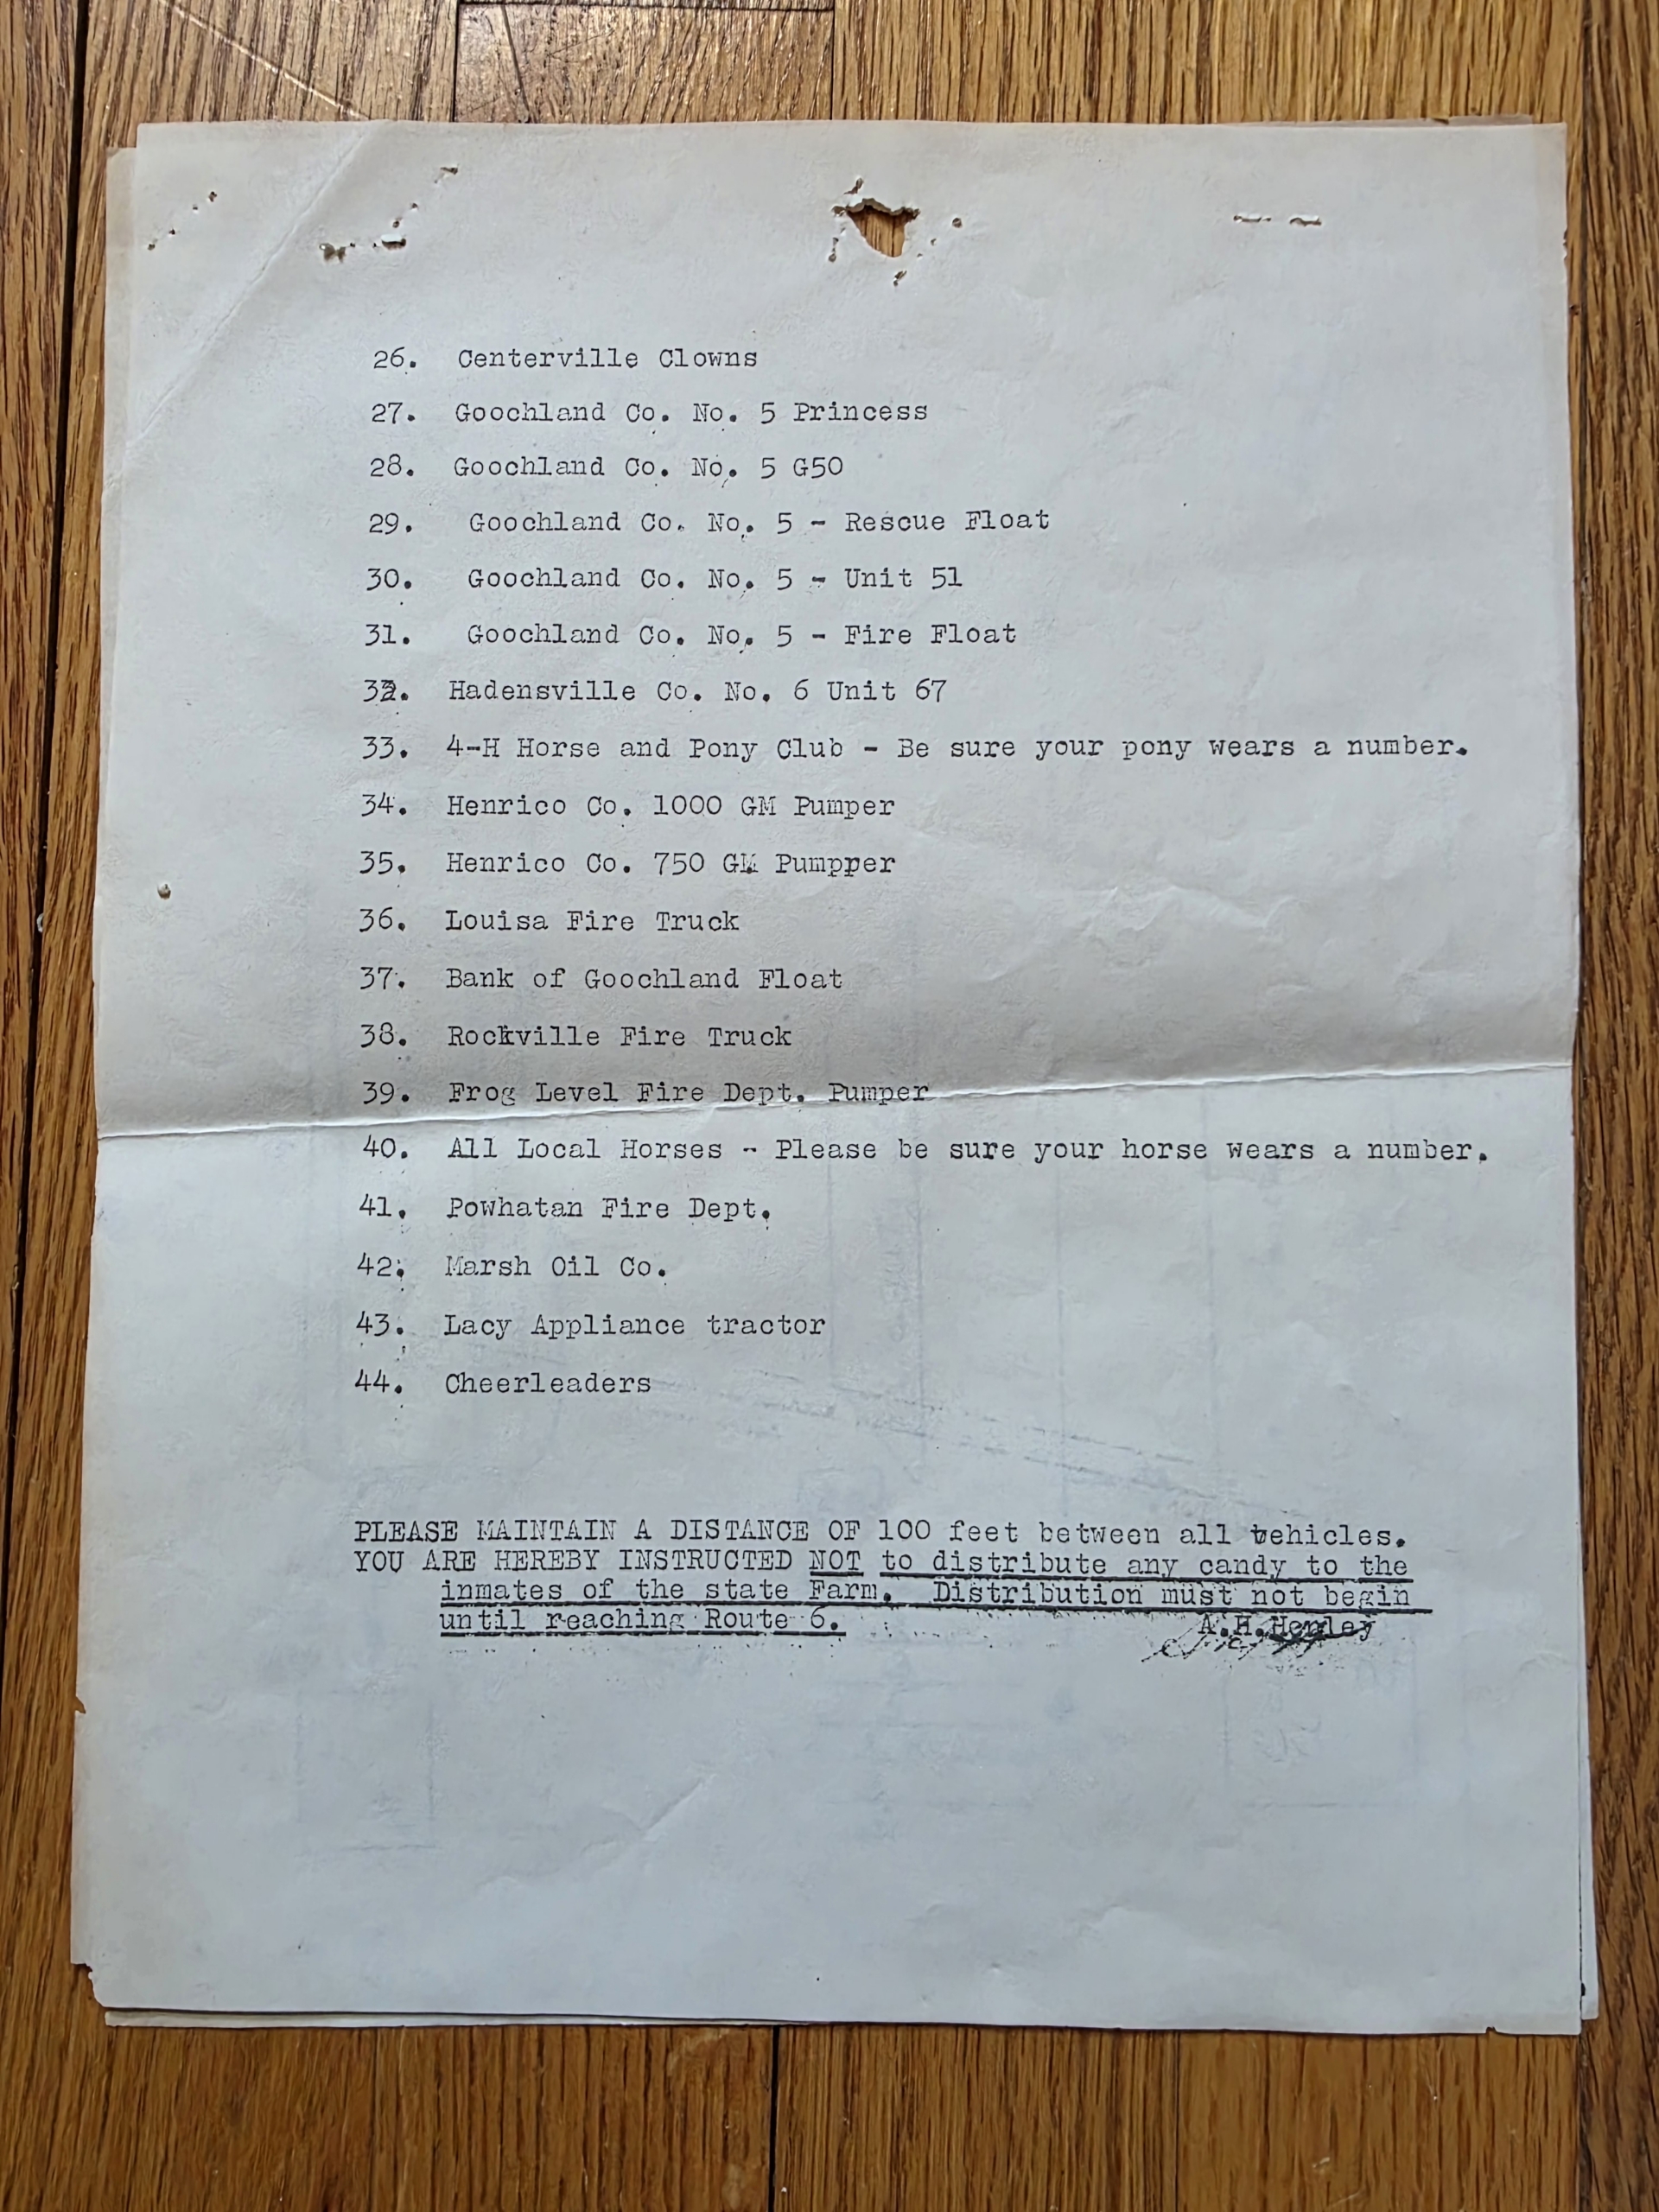 26. Centerville Clowns
27. Goochland Co. No. 5 Princess
28. Goochland Co. No. 5 G50
29. Goochland Co. No. 5 - Rescue Float
30. Goochland Co. No. 5 - Unit 51
31. Goochland Co. No. 5 - Fire Float
32. Hadensville Co. No. 6 Unit 67
33. 4-H Horse and Pony Club - Be sure your pony wears a number.
34. Henrico Co. 1000 GM Pumper
35. Henrico Co. 750 GM Pumpper
36. Louisa Fire Truck
37. Bank of Goochland Float
38. Rockville Fire Truck
39. Frog Level Fire Dept. Pumper
40. All Local Horses - Please be sure your horse wears a number.
41. Powhatan Fire Dept.
42. Marsh Oil Co.
43. Lacy Appliance tractor
44. Cheerleaders
PLEASE MAINTAIN A DISTANCE OF 100 feet between all vehicles.
YOU ARE HEREBY INSTRUCTED NOT to distribute any candy to the
inmates of the state Farm. Distribution must not begin
until reaching Route 6.
A.H.